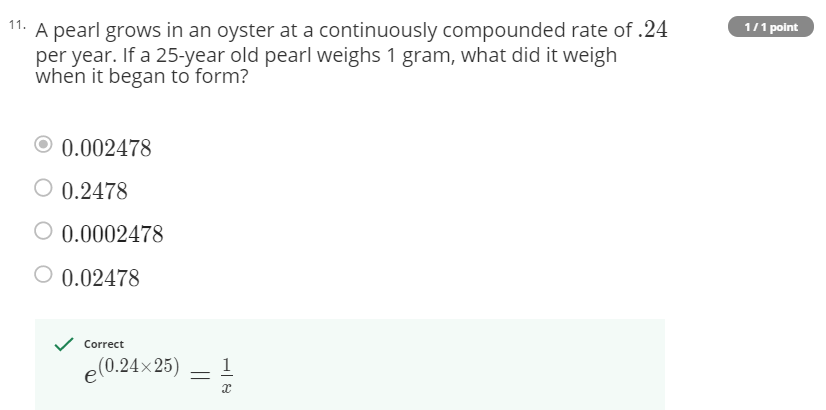 11. A pearl grows in an oyster at a continuously compounded rate of .24
1 / 1 point
per year. If a 25-year old pearl weighs 1 gram, what did it weigh
when it began to form?
0.002478
0.2478
0.0002478
0.02478
Correct
e^(0.24×25) = 1/x